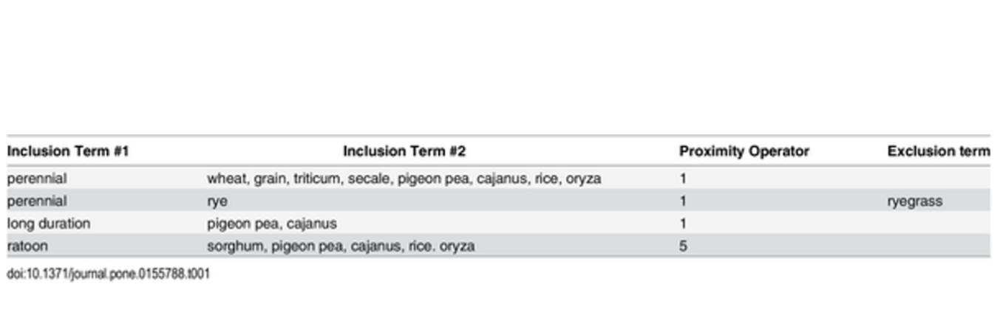 Inclusion Term #1 Inclusion Term #2 Proximity Operator Exclusion term
perennial wheat, grain, triticum, secale, pigeon pea, cajanus, rice, oryza 1
perennial rye 1 ryegrass
long duration pigeon pea, cajanus 1
ratoon sorghum, pigeon pea, cajanus, rice. oryza 5
doi:10.1371/journal.pone.0155788.t001